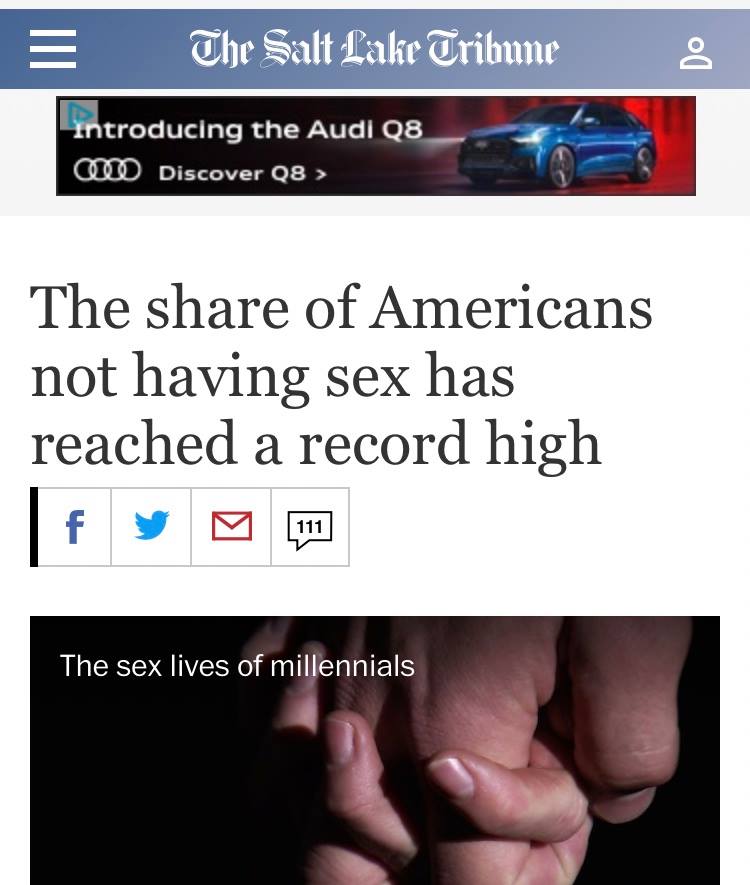 The Salt Lake Tribune
Introducing the Audi Q8
Discover Q8 >
The share of Americans
not having sex has
reached a record high
f
111
The sex lives of millennials